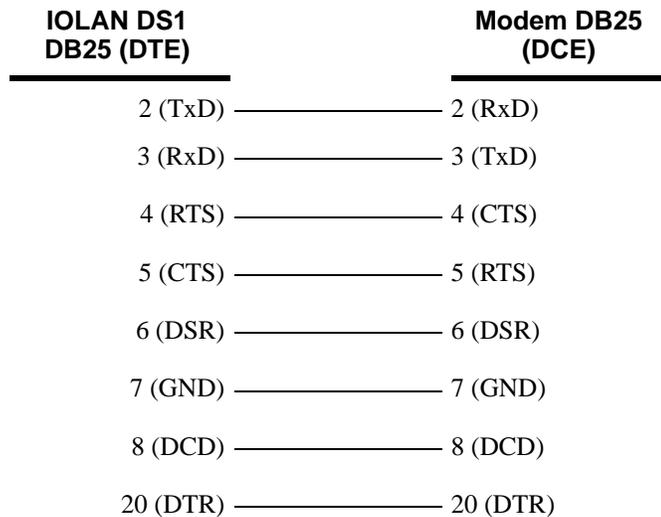 IOLAN DS1
DB25 (DTE)
Modem DB25
(DCE)
2 (TxD) 2 (RxD)
3 (RxD) 3 (TxD)
4 (RTS) 4 (CTS)
5 (CTS) 5 (RTS)
6 (DSR) 6 (DSR)
7 (GND) 7 (GND)
8 (DCD) 8 (DCD)
20 (DTR) 20 (DTR)